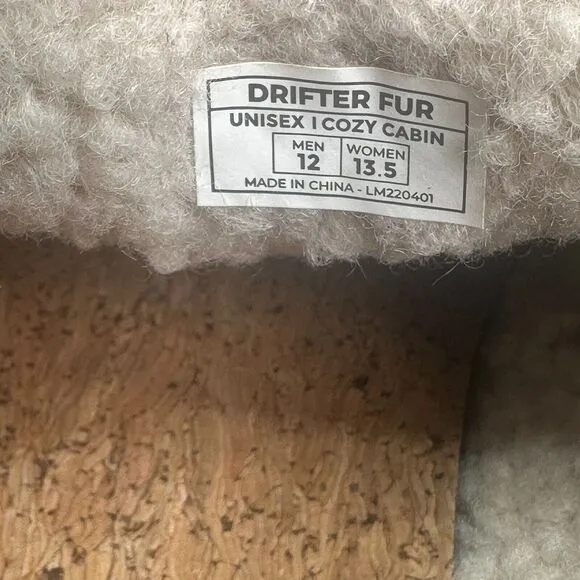 DRIFTER FUR
UNISEX | COZY CABIN
MEN WOMEN
12 13.5
MADE IN CHINA - LM220401